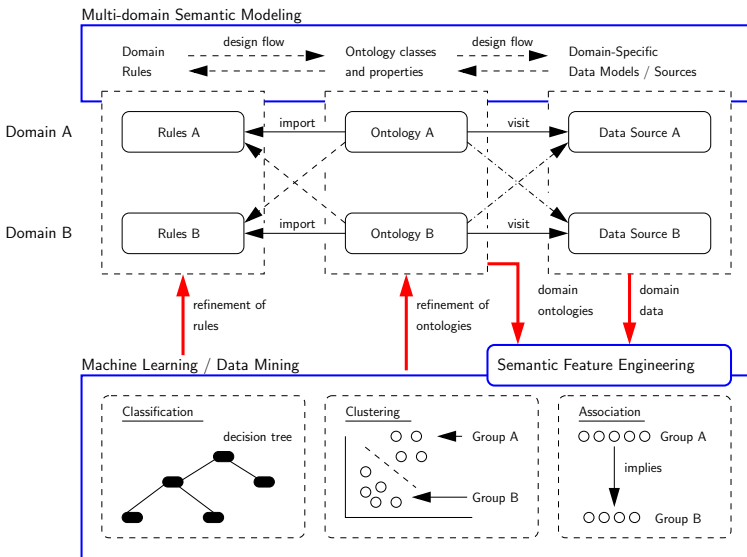 Multi-domain Semantic Modeling
Domain
Rules
design flow
Ontology classes
and properties
design flow
Domain-Specific
Data Models / Sources
Domain A
Rules A
import
Ontology A
visit
Data Source A
Domain B
Rules B
import
Ontology B
visit
Data Source B
refinement of
rules
refinement of
ontologies
domain
ontologies
domain
data
Machine Learning / Data Mining
Semantic Feature Engineering
Classification
decision tree
Clustering
Group A
Group B
Association
Group A
implies
Group B